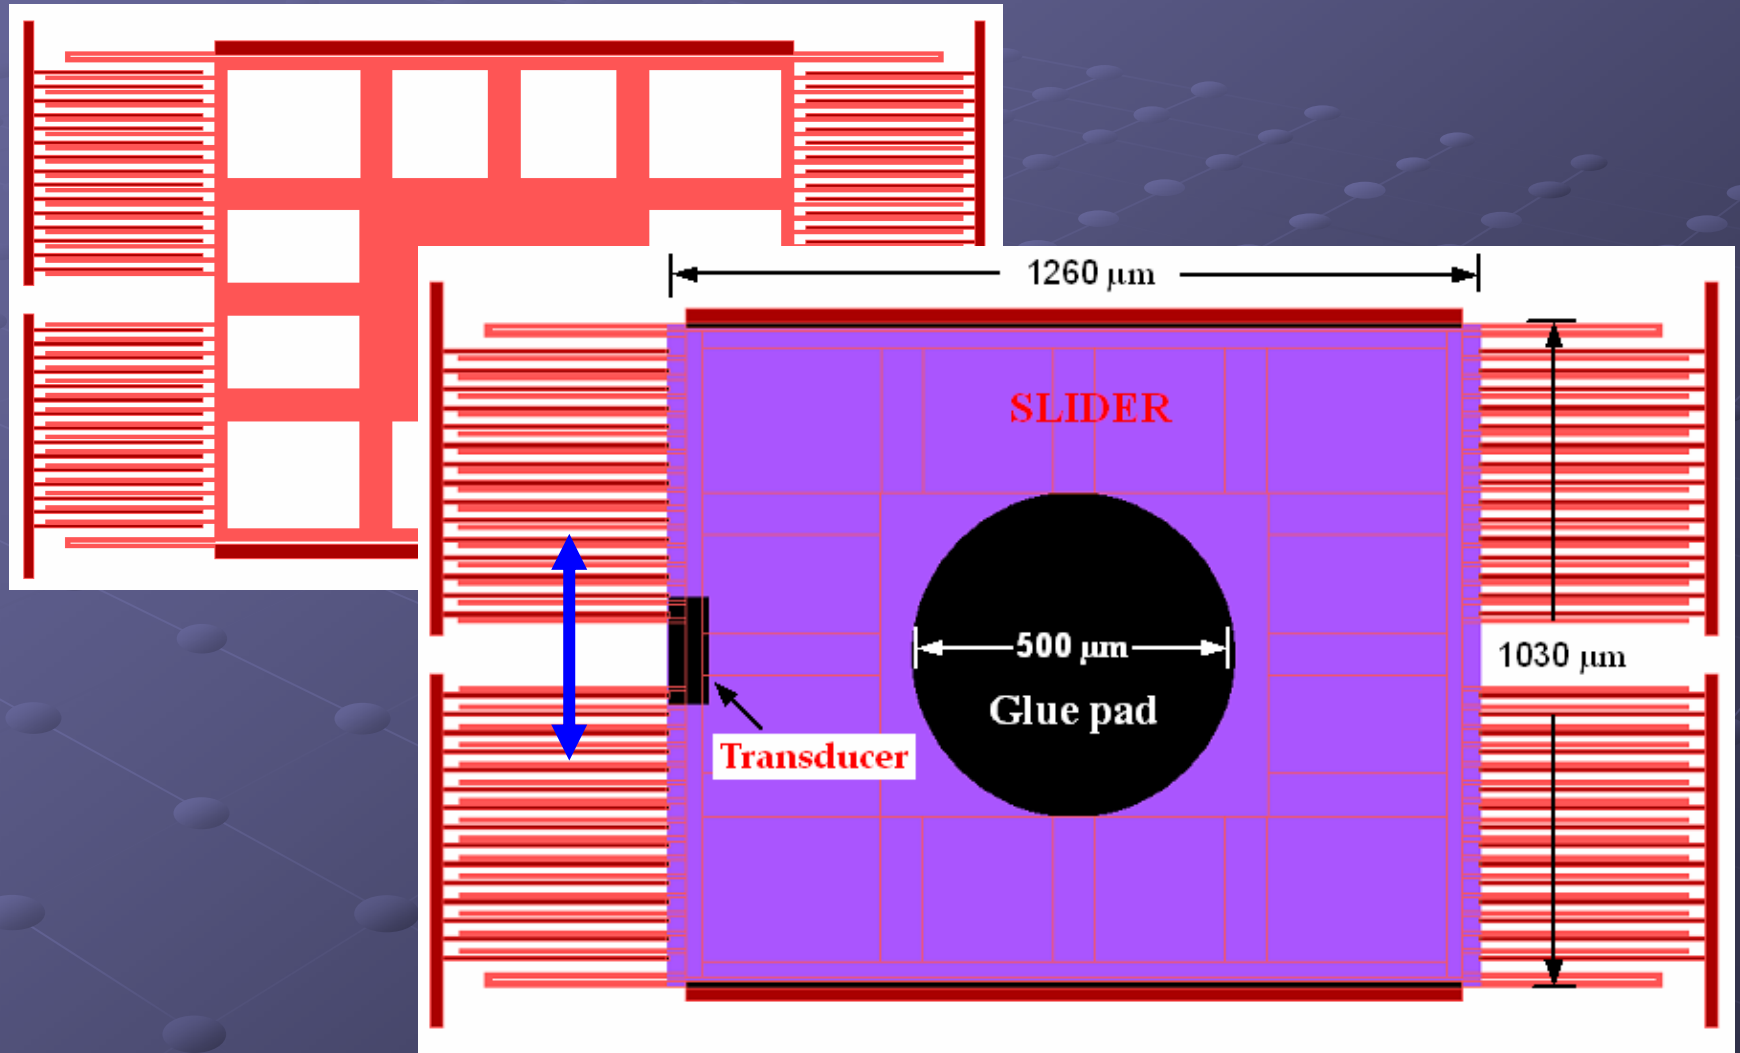 1260 μm
SLIDER
500 μm
1030 μm
Glue pad
Transducer